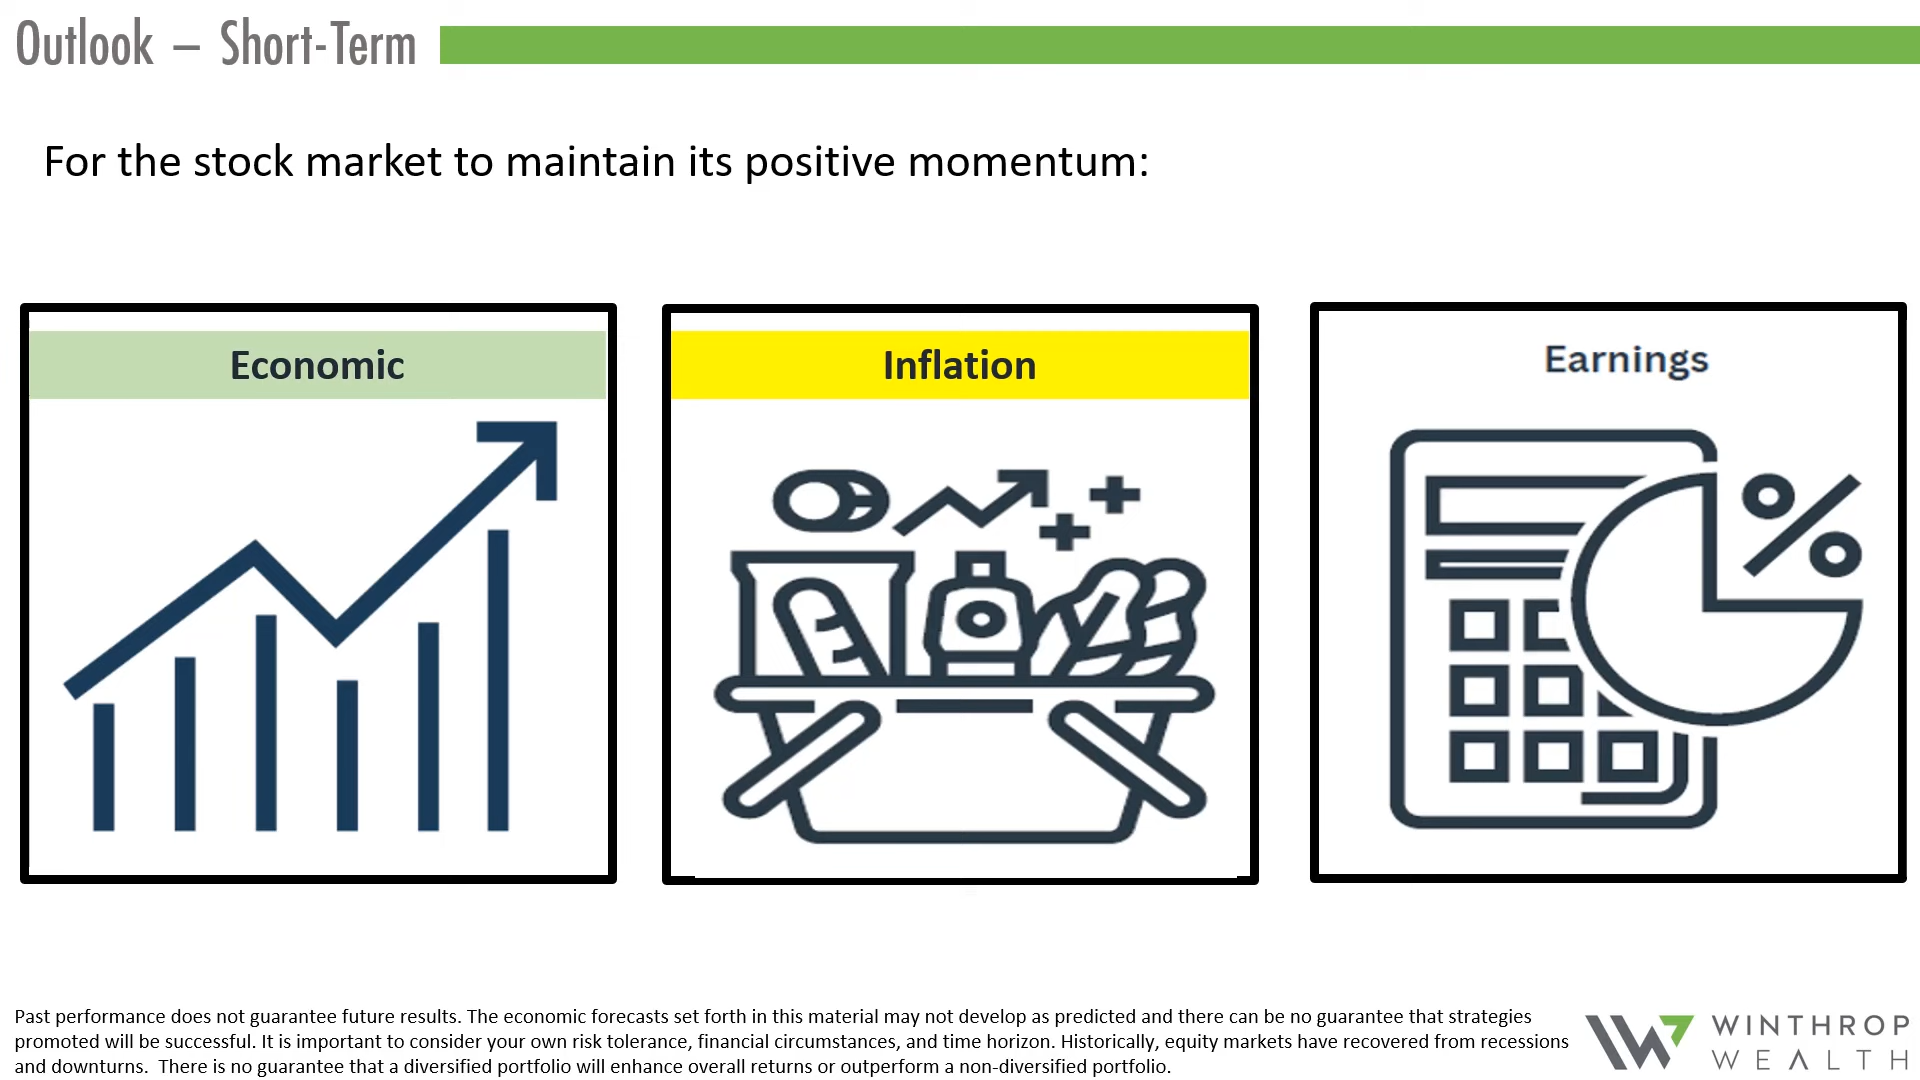 Outlook – Short-Term
For the stock market to maintain its positive momentum:
Economic
Inflation
Earnings
%
Past performance does not guarantee future results. The economic forecasts set forth in this material may not develop as predicted and there can be no guarantee that strategies
promoted will be successful. It is important to consider your own risk tolerance, financial circumstances, and time horizon. Historically, equity markets have recovered from recessions
and downturns.  There is no guarantee that a diversified portfolio will enhance overall returns or outperform a non-diversified portfolio.
WINTHROP
WEALTH